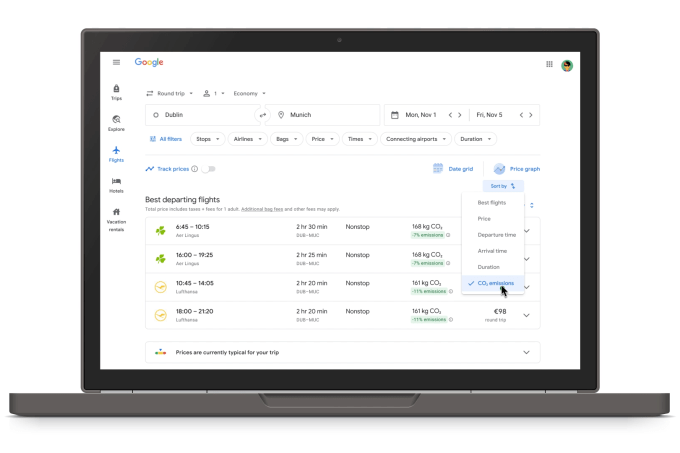 Google
Trips
Explore
Flights
Hotels
Vacation
rentals
Round trip 1 Economy
Dublin Munich Mon, Nov 1 Fri, Nov 5
All filters Stops Airlines Bags Price Times Connecting airports Duration
Track prices Date grid Price graph
Sort by
Best flights
Price
Departure time
Arrival time
Duration
CO₂ emissions
Best departing flights
Total price includes taxes + fees for 1 adult. Additional bag fees and other fees may apply.
6:45 – 10:15 2 hr 30 min Nonstop 168 kg CO₂
Aer Lingus DUB–MUC -7% emissions
16:00 – 19:25 2 hr 25 min Nonstop 168 kg CO₂
Aer Lingus DUB–MUC -7% emissions
10:45 – 14:05 2 hr 20 min Nonstop 161 kg CO₂
Lufthansa DUB–MUC -11% emissions
18:00 – 21:20 2 hr 20 min Nonstop 161 kg CO₂ €98
Lufthansa DUB–MUC -11% emissions round trip
Prices are currently typical for your trip